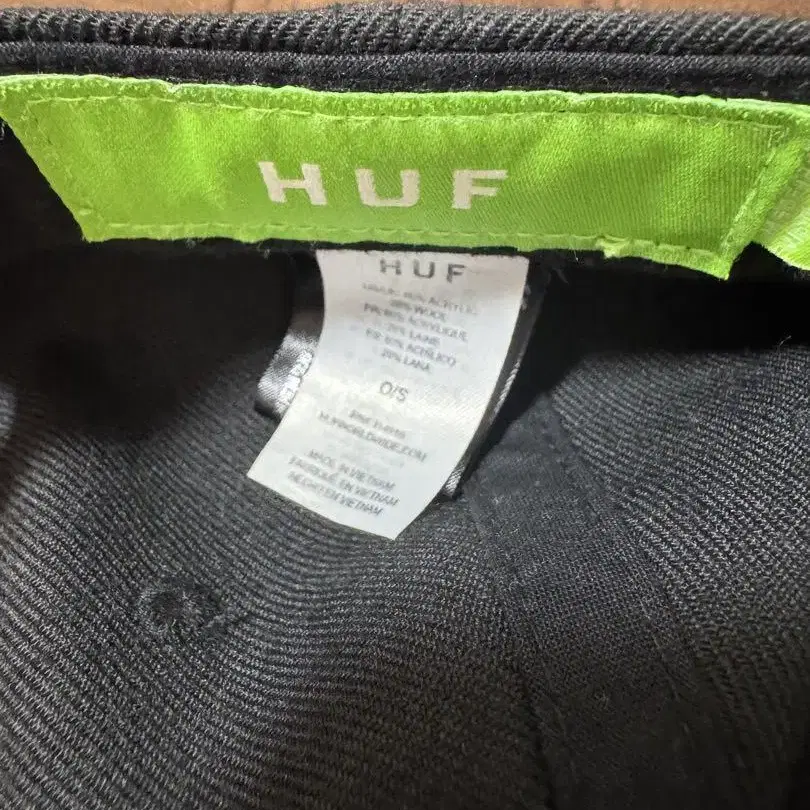 HUF
HUF
80% ACRYLIC
20% WOOL
80% ACRYLIQUE
20% LAINE
80% ACRÍLICO
20% LANA
O/S
HUFWORLDWIDE.COM
MADE IN VIETNAM
FABRIQUÉ EN VIETNAM
HECHO EN VIETNAM